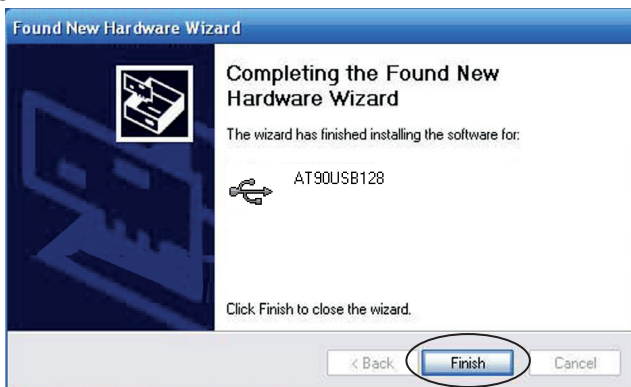 Found New Hardware Wizard
Completing the Found New
Hardware Wizard
The wizard has finished installing the software for:
AT90USB128
Click Finish to close the wizard.
< Back
Finish
Cancel